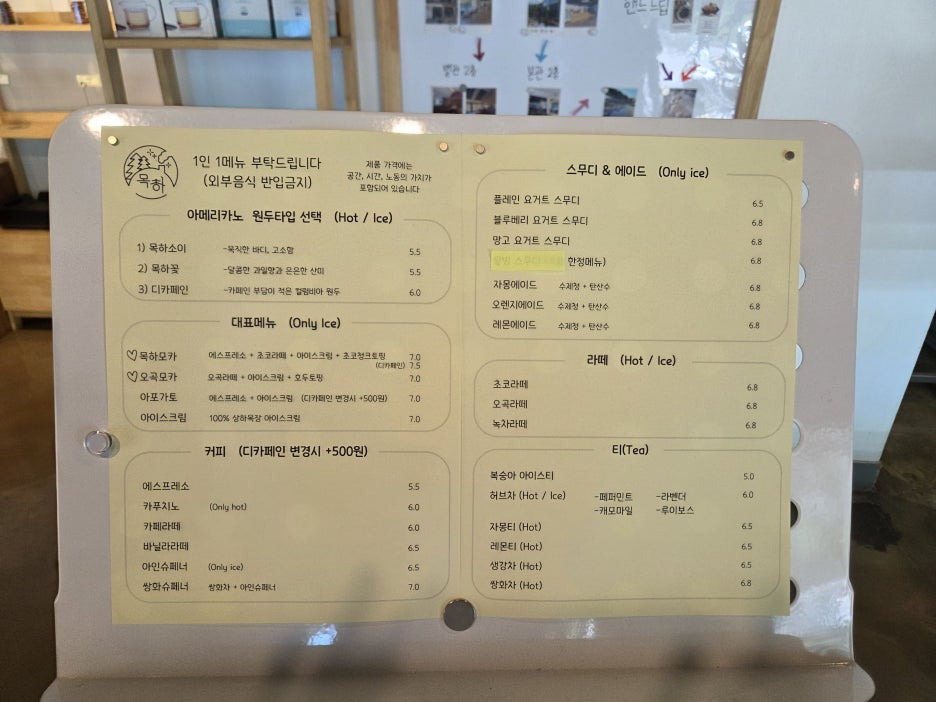 앤드스팁
별관 2층
본관 2층
목하
1인 1메뉴 부탁드립니다
(외부음식 반입금지)
제품 가격에는
공간, 시간, 노동의 가치가
포함되어 있습니다
아메리카노 원두타입 선택 (Hot / Ice)
1) 목하소이 -묵직한 바디, 고소함 5.5
2) 목하꽃 -달콤한 과일향과 은은한 산미 5.5
3) 디카페인 -카페인 부담이 적은 컬럼비아 원두 6.0
대표메뉴 (Only Ice)
♡목하모카 에스프레소 + 초코라떼 + 아이스크림 + 초코청크토핑 7.0
(디카페인) 7.5
♡오곡모카 오곡라떼 + 아이스크림 + 호두토핑 7.0
아포가토 에스프레소 + 아이스크림 (디카페인 변경시 +500원) 7.0
아이스크림 100% 상하목장 아이스크림 7.0
커피 (디카페인 변경시 +500원)
에스프레소 5.5
카푸치노 (Only hot) 6.0
카페라떼 6.0
바닐라라떼 6.5
아인슈페너 (Only ice) 6.5
쌍화슈페너 쌍화차 + 아인슈페너 7.0
스무디 & 에이드 (Only ice)
플레인 요거트 스무디 6.5
블루베리 요거트 스무디 6.8
망고 요거트 스무디 6.8
스무디 한정메뉴) 6.8
자몽에이드 수제청 + 탄산수 6.8
오렌지에이드 수제청 + 탄산수 6.8
레몬에이드 수제청 + 탄산수 6.8
라떼 (Hot / Ice)
초코라떼 6.8
오곡라떼 6.8
녹차라떼 6.8
티(Tea)
복숭아 아이스티 5.0
허브차 (Hot / Ice) -페퍼민트 -라벤더 6.0
-캐모마일 -루이보스
자몽티 (Hot) 6.5
레몬티 (Hot) 6.5
생강차 (Hot) 6.5
쌍화차 (Hot) 6.8